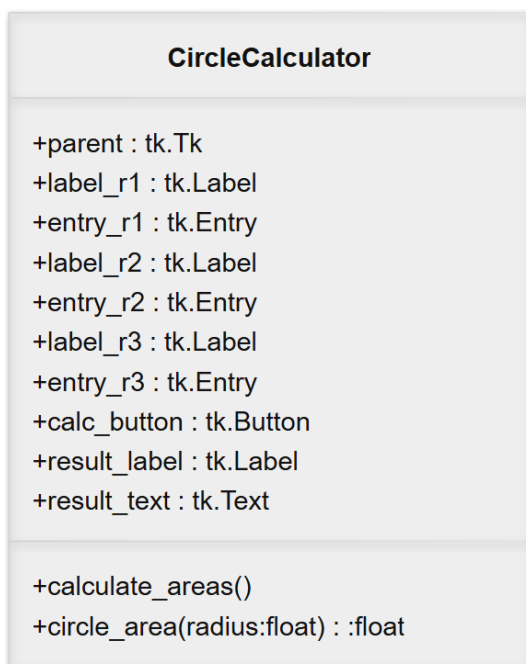 CircleCalculator
+parent : tk.Tk
+label_r1 : tk.Label
+entry_r1 : tk.Entry
+label_r2 : tk.Label
+entry_r2 : tk.Entry
+label_r3 : tk.Label
+entry_r3 : tk.Entry
+calc_button : tk.Button
+result_label : tk.Label
+result_text : tk.Text
+calculate_areas()
+circle_area(radius:float) : :float